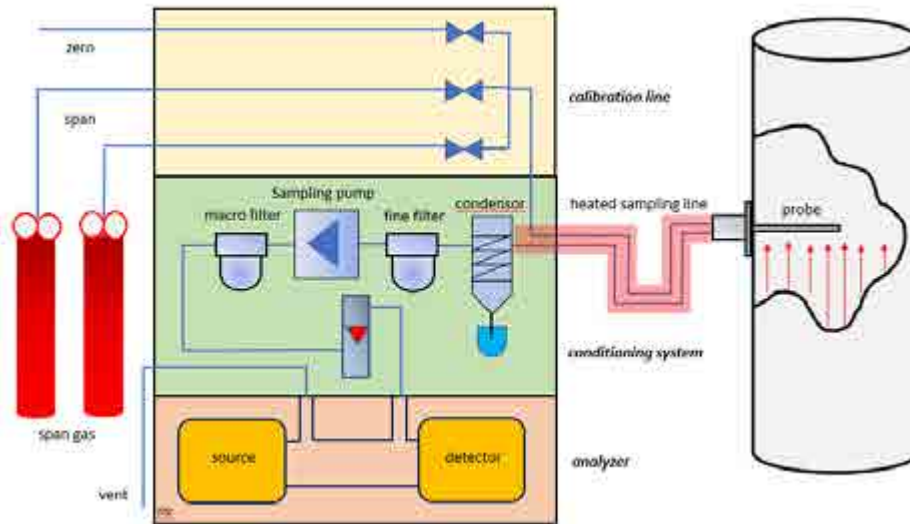 zero
calibration line
span
Sampling pump
macro filter
fine filter
condensor
heated sampling line
probe
conditioning system
span gas
source
detector
analyzer
vent